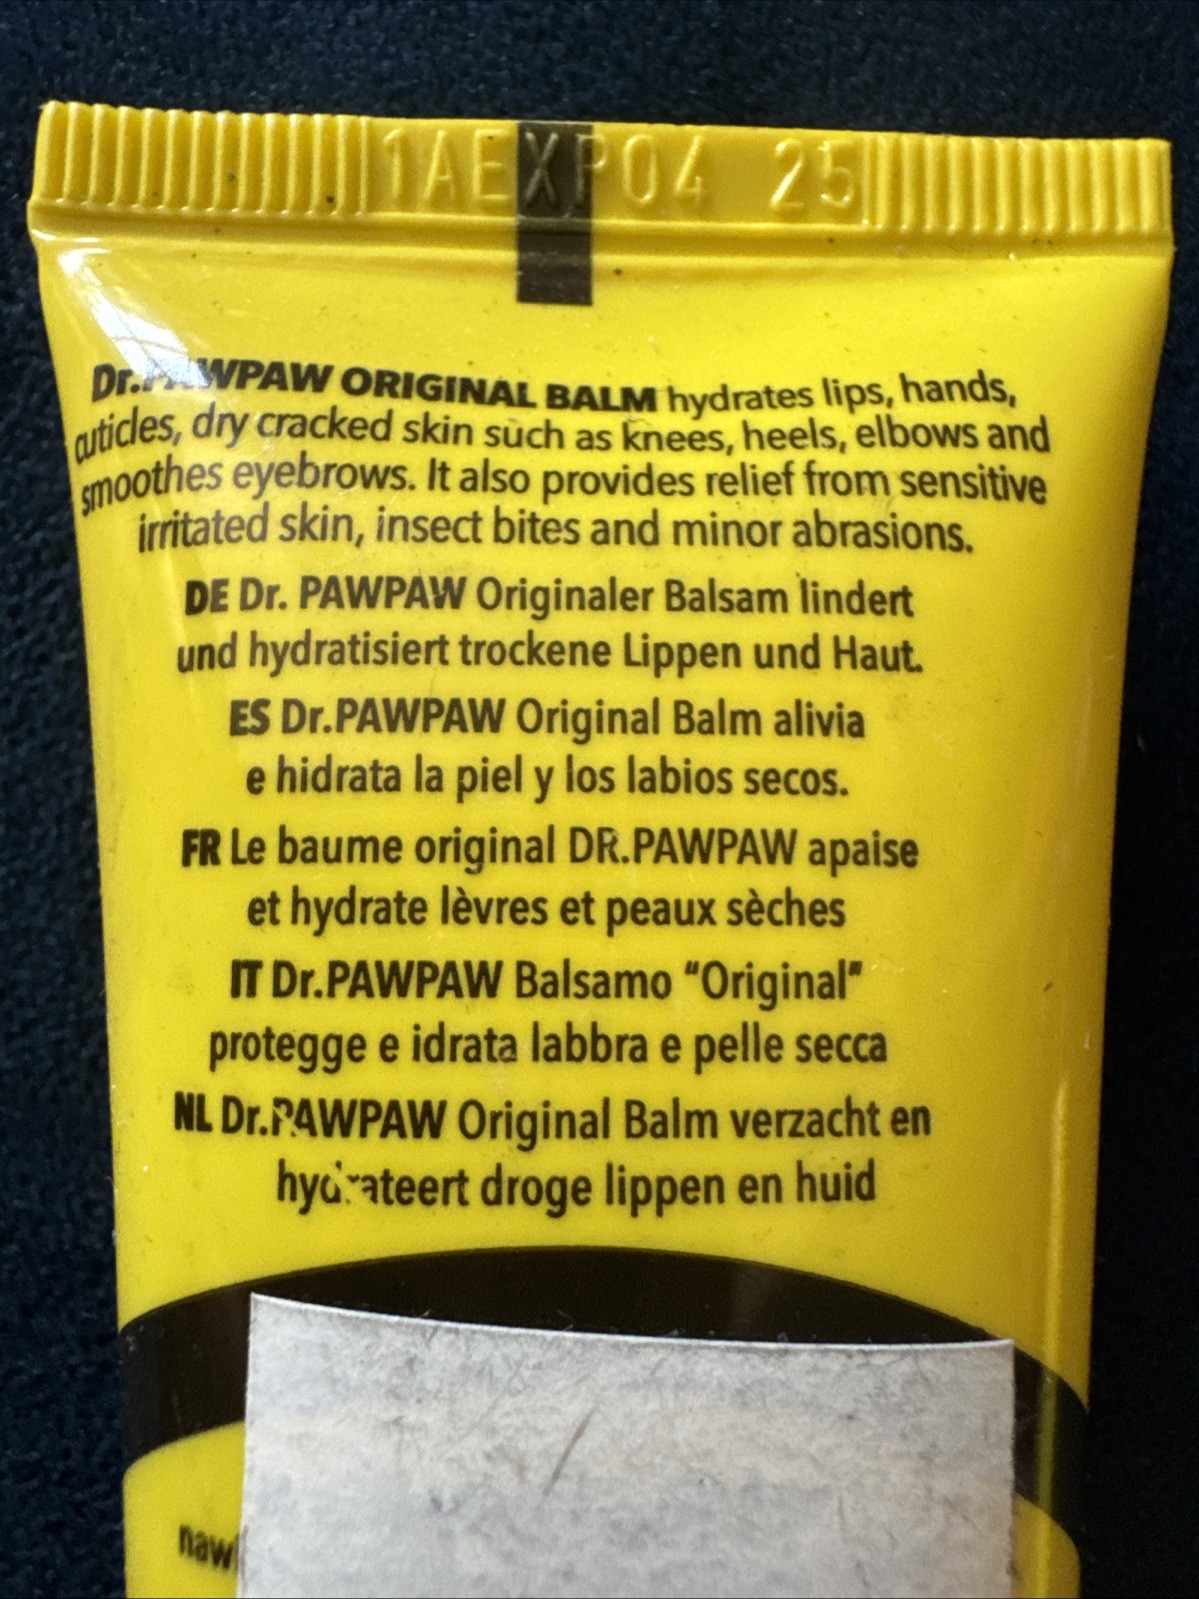 1AEXP04 25
Dr.PAWPAW ORIGINAL BALM hydrates lips, hands,
cuticles, dry cracked skin such as knees, heels, elbows and
smoothes eyebrows. It also provides relief from sensitive
irritated skin, insect bites and minor abrasions.
DE Dr. PAWPAW Originaler Balsam lindert
und hydratisiert trockene Lippen und Haut.
ES Dr.PAWPAW Original Balm alivia
e hidrata la piel y los labios secos.
FR Le baume original DR.PAWPAW apaise
et hydrate lèvres et peaux sèches
IT Dr.PAWPAW Balsamo "Original"
protegge e idrata labbra e pelle secca
NL Dr.PAWPAW Original Balm verzacht en
hydrateert droge lippen en huid